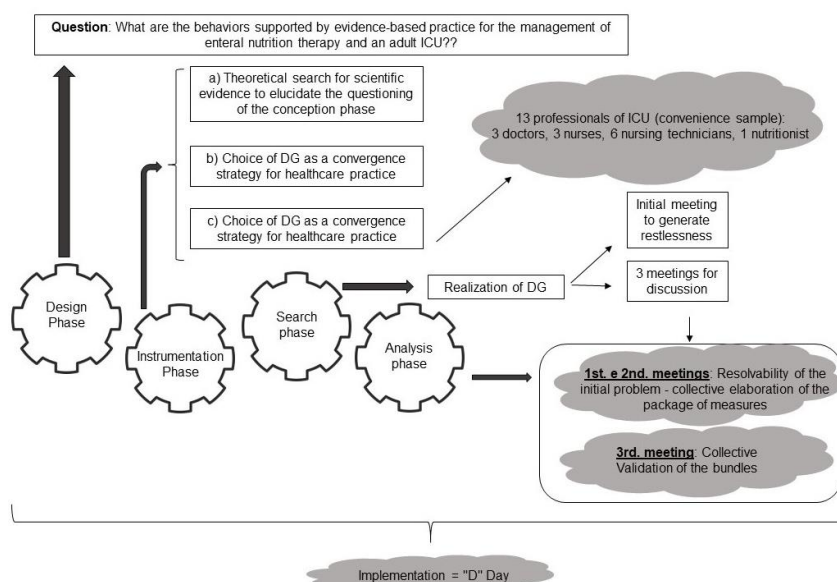 Question: What are the behaviors supported by evidence-based practice for the management of
enteral nutrition therapy and an adult ICU??
a) Theoretical search for scientific
evidence to elucidate the questioning
of the conception phase
b) Choice of DG as a convergence
strategy for healthcare practice
c) Choice of DG as a convergence
strategy for healthcare practice
13 professionals of ICU (convenience sample):
3 doctors, 3 nurses, 6 nursing technicians, 1 nutritionist
Initial meeting
to generate
restlessness
Realization of DG
3 meetings for
discussion
Design
Phase
Instrumentation
Phase
Search
phase
Analysis
phase
1st. e 2nd. meetings: Resolvability of the
initial problem - collective elaboration of the
package of measures
3rd. meeting: Collective
Validation of the bundles
Implementation = "D" Day